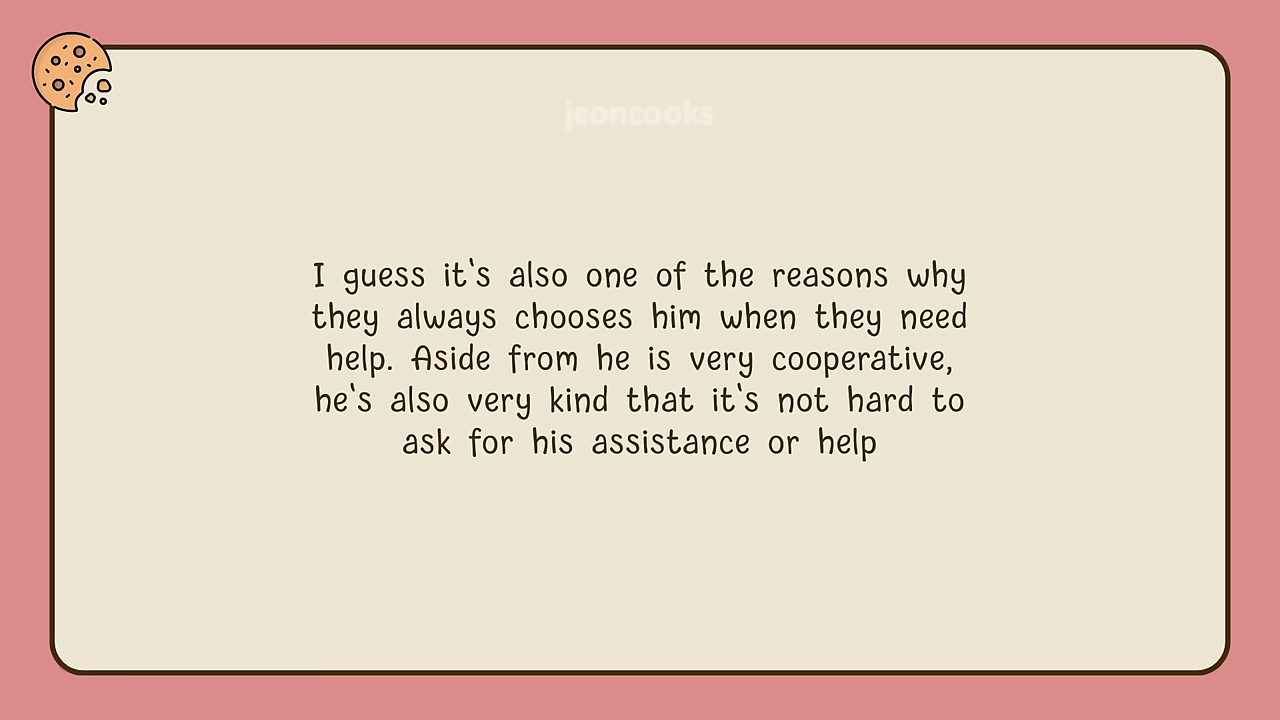 jeoncooks
I guess it's also one of the reasons why
they always chooses him when they need
help. Aside from he is very cooperative,
he's also very kind that it's not hard to
ask for his assistance or help